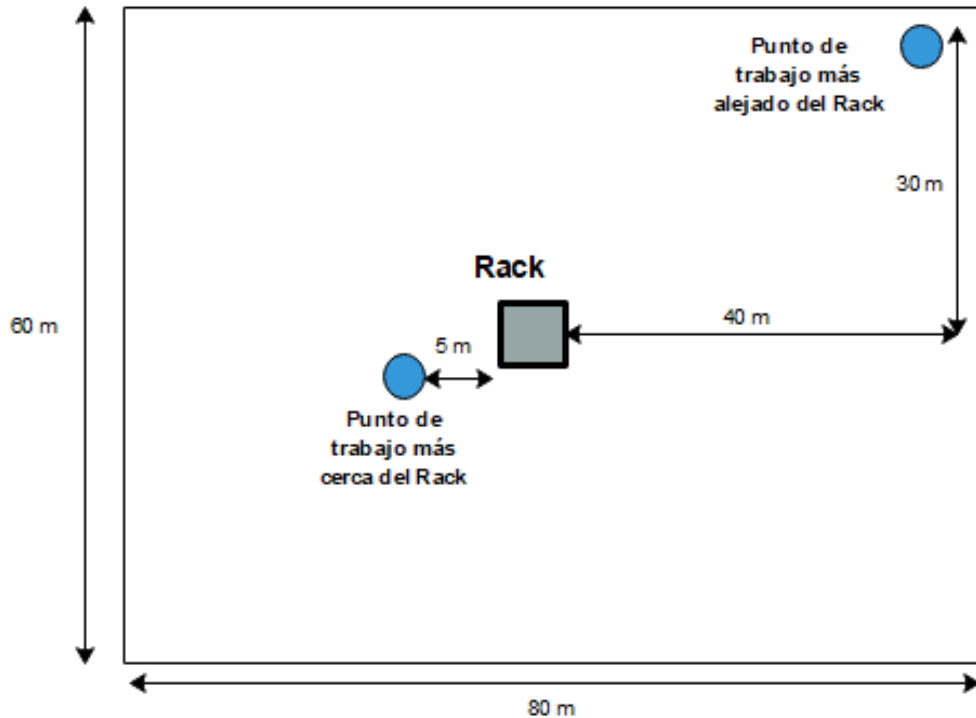 Punto de
trabajo más
alejado del Rack
30 m
Rack
60 m
40 m
5 m
Punto de
trabajo más
cerca del Rack
80 m